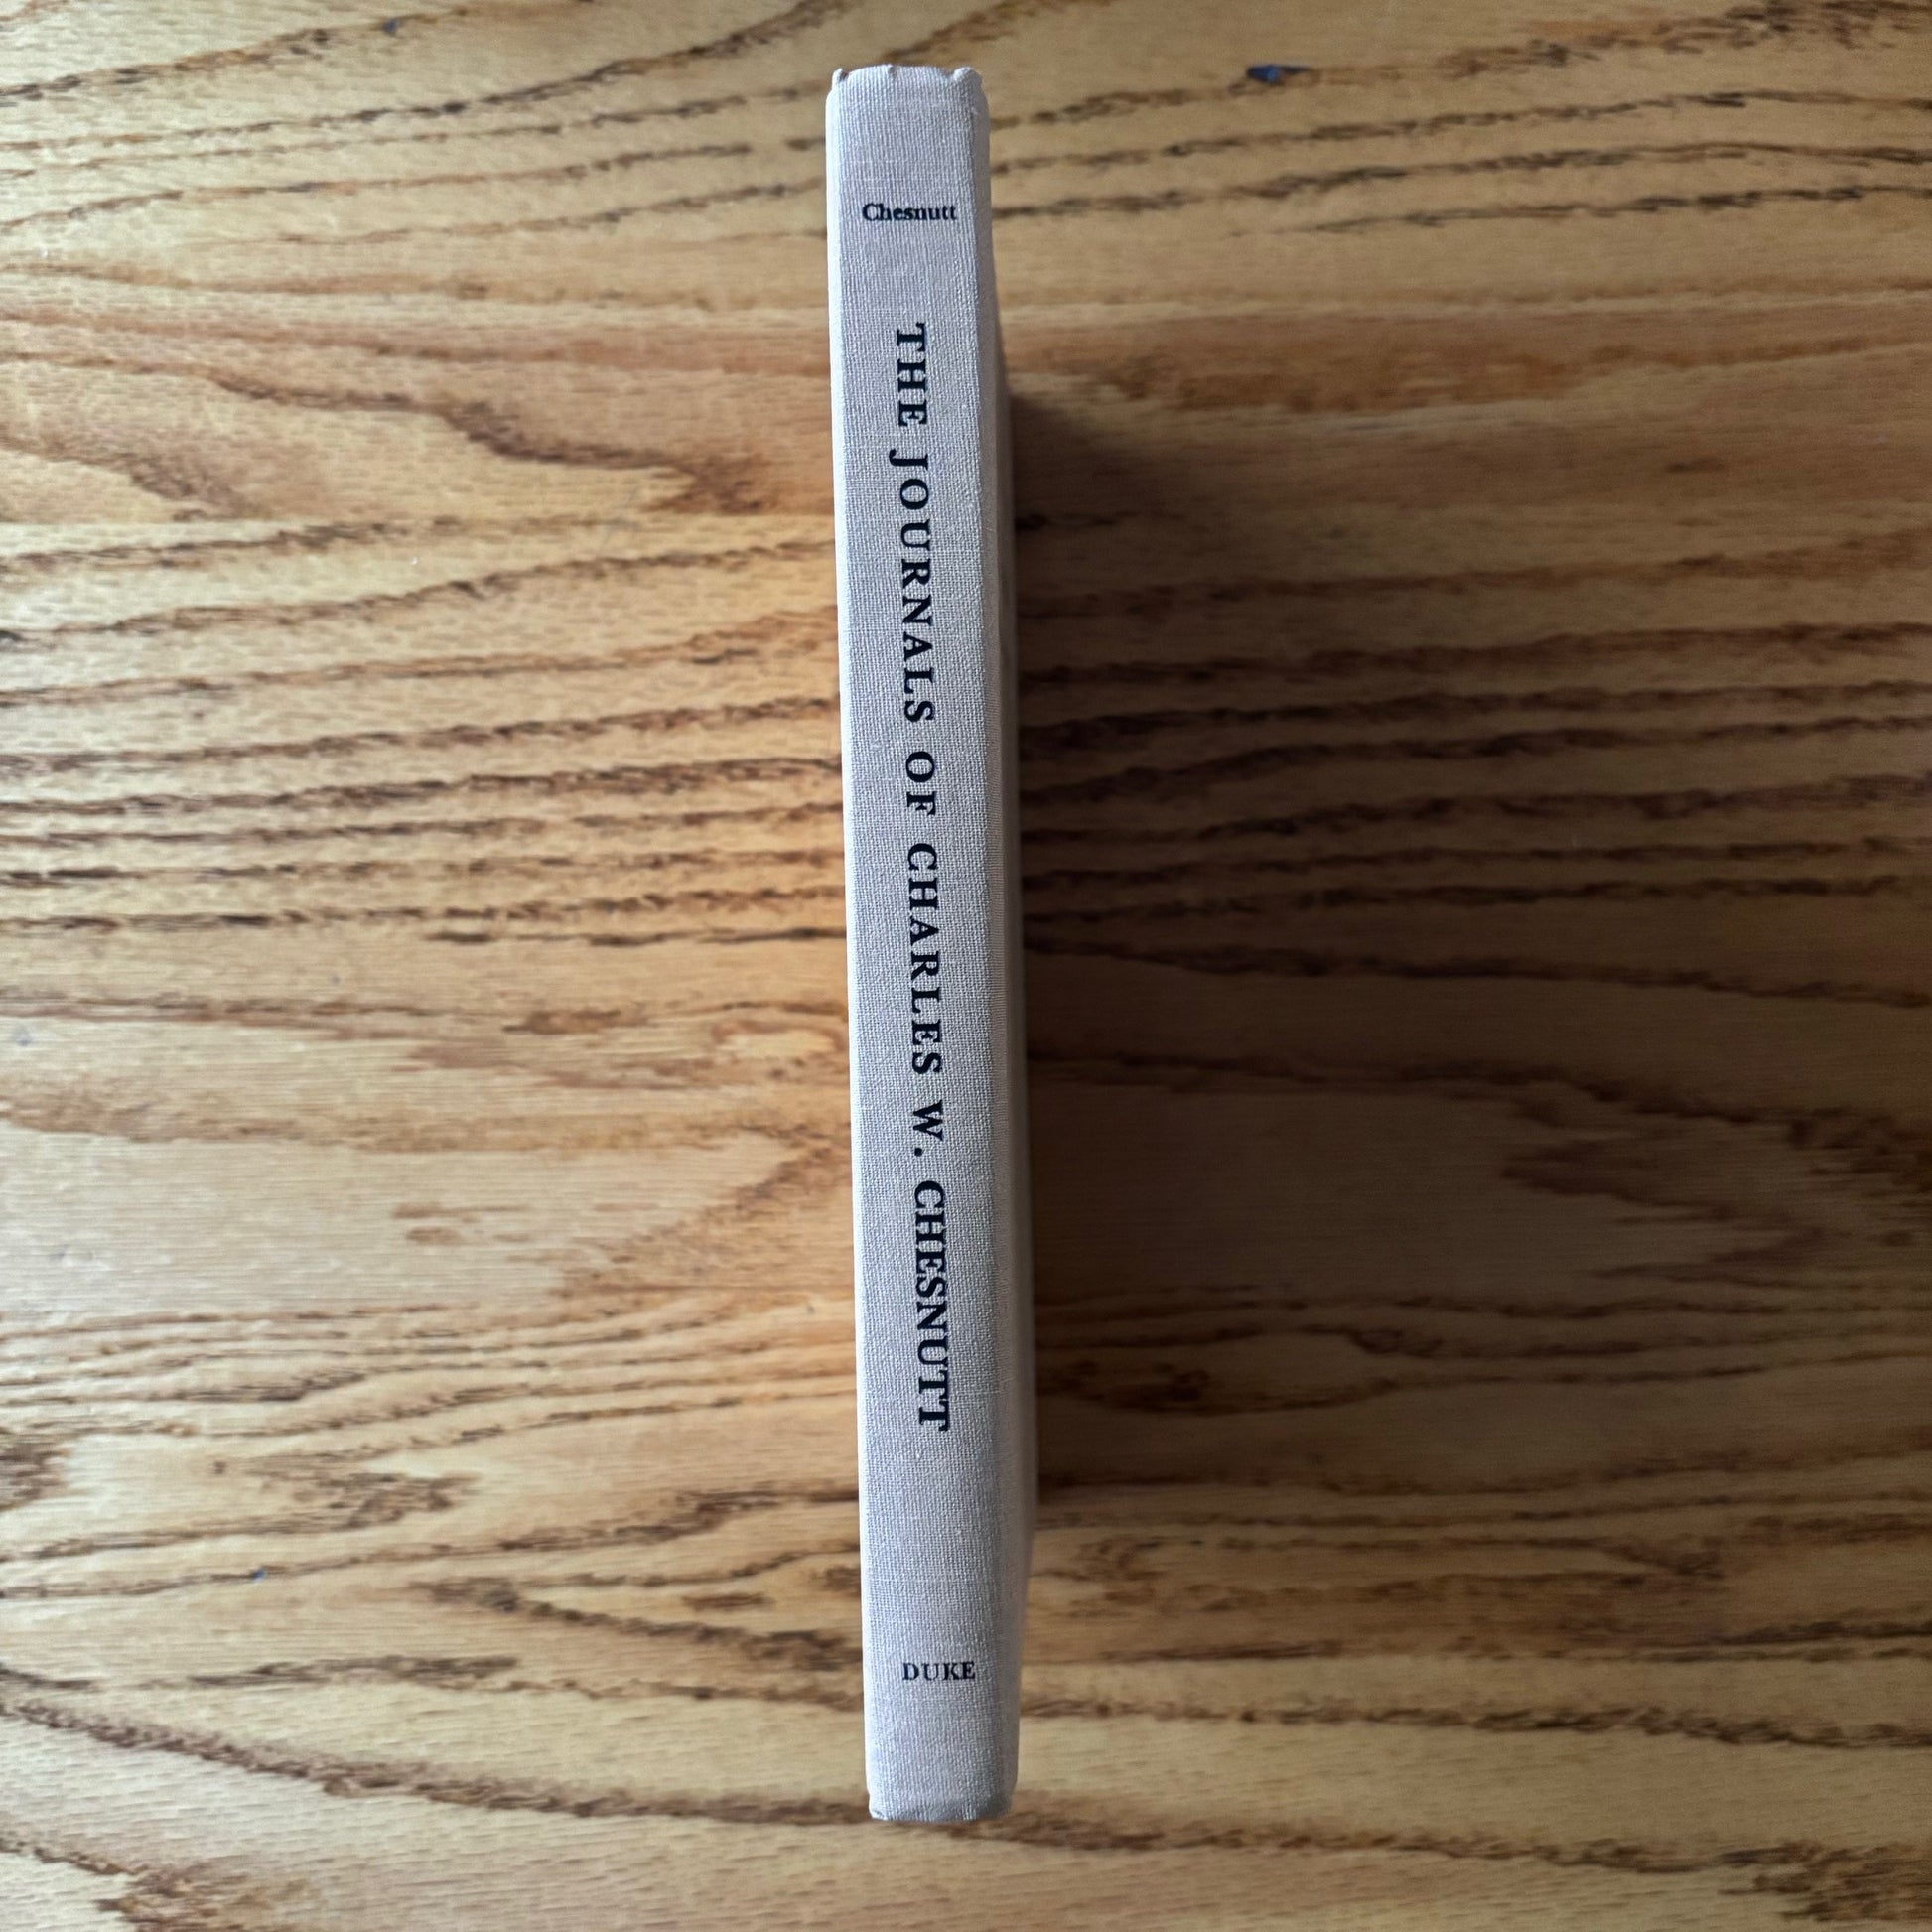 Chesnutt
THE JOURNALS OF CHARLES W. CHESNUTT
DUKE